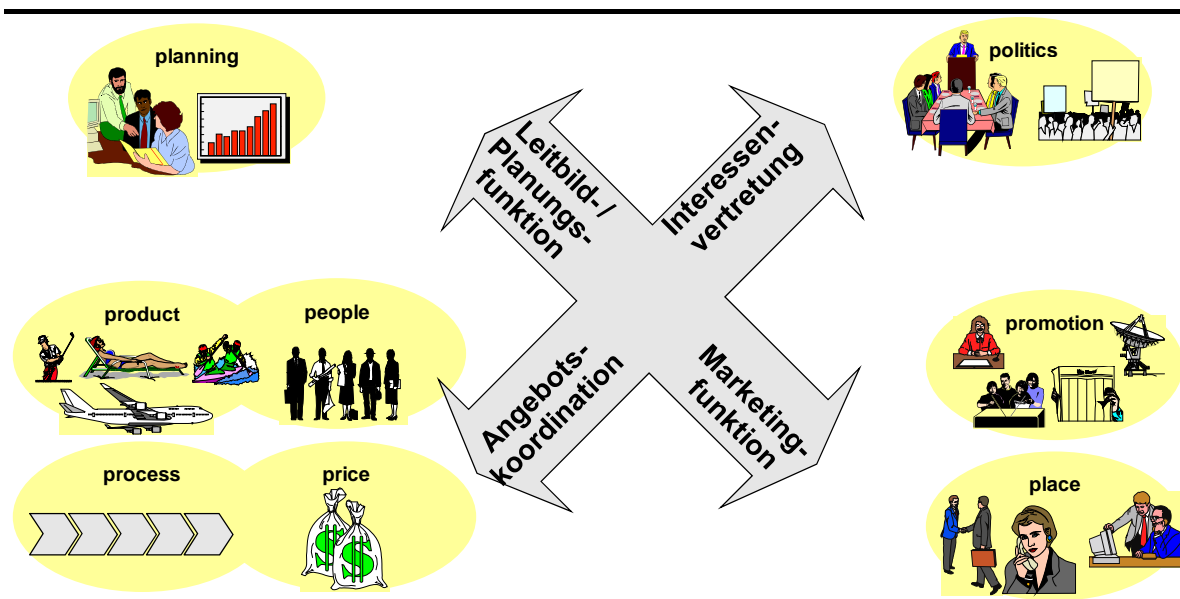 planning
politics
Leitbild-/
Planungs-
funktion
Interessen-
vertretung
product
people
promotion
Angebots-
koordination
Marketing-
funktion
process
price
place
$
$